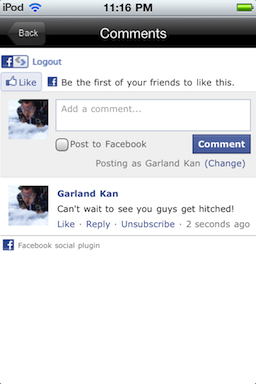 iPod 11:16 PM
Back Comments
Logout
Like Be the first of your friends to like this.
Add a comment...
Post to Facebook Comment
Posting as Garland Kan (Change)
Garland Kan
Can't wait to see you guys get hitched!
Like · Reply · Unsubscribe · 2 seconds ago
Facebook social plugin